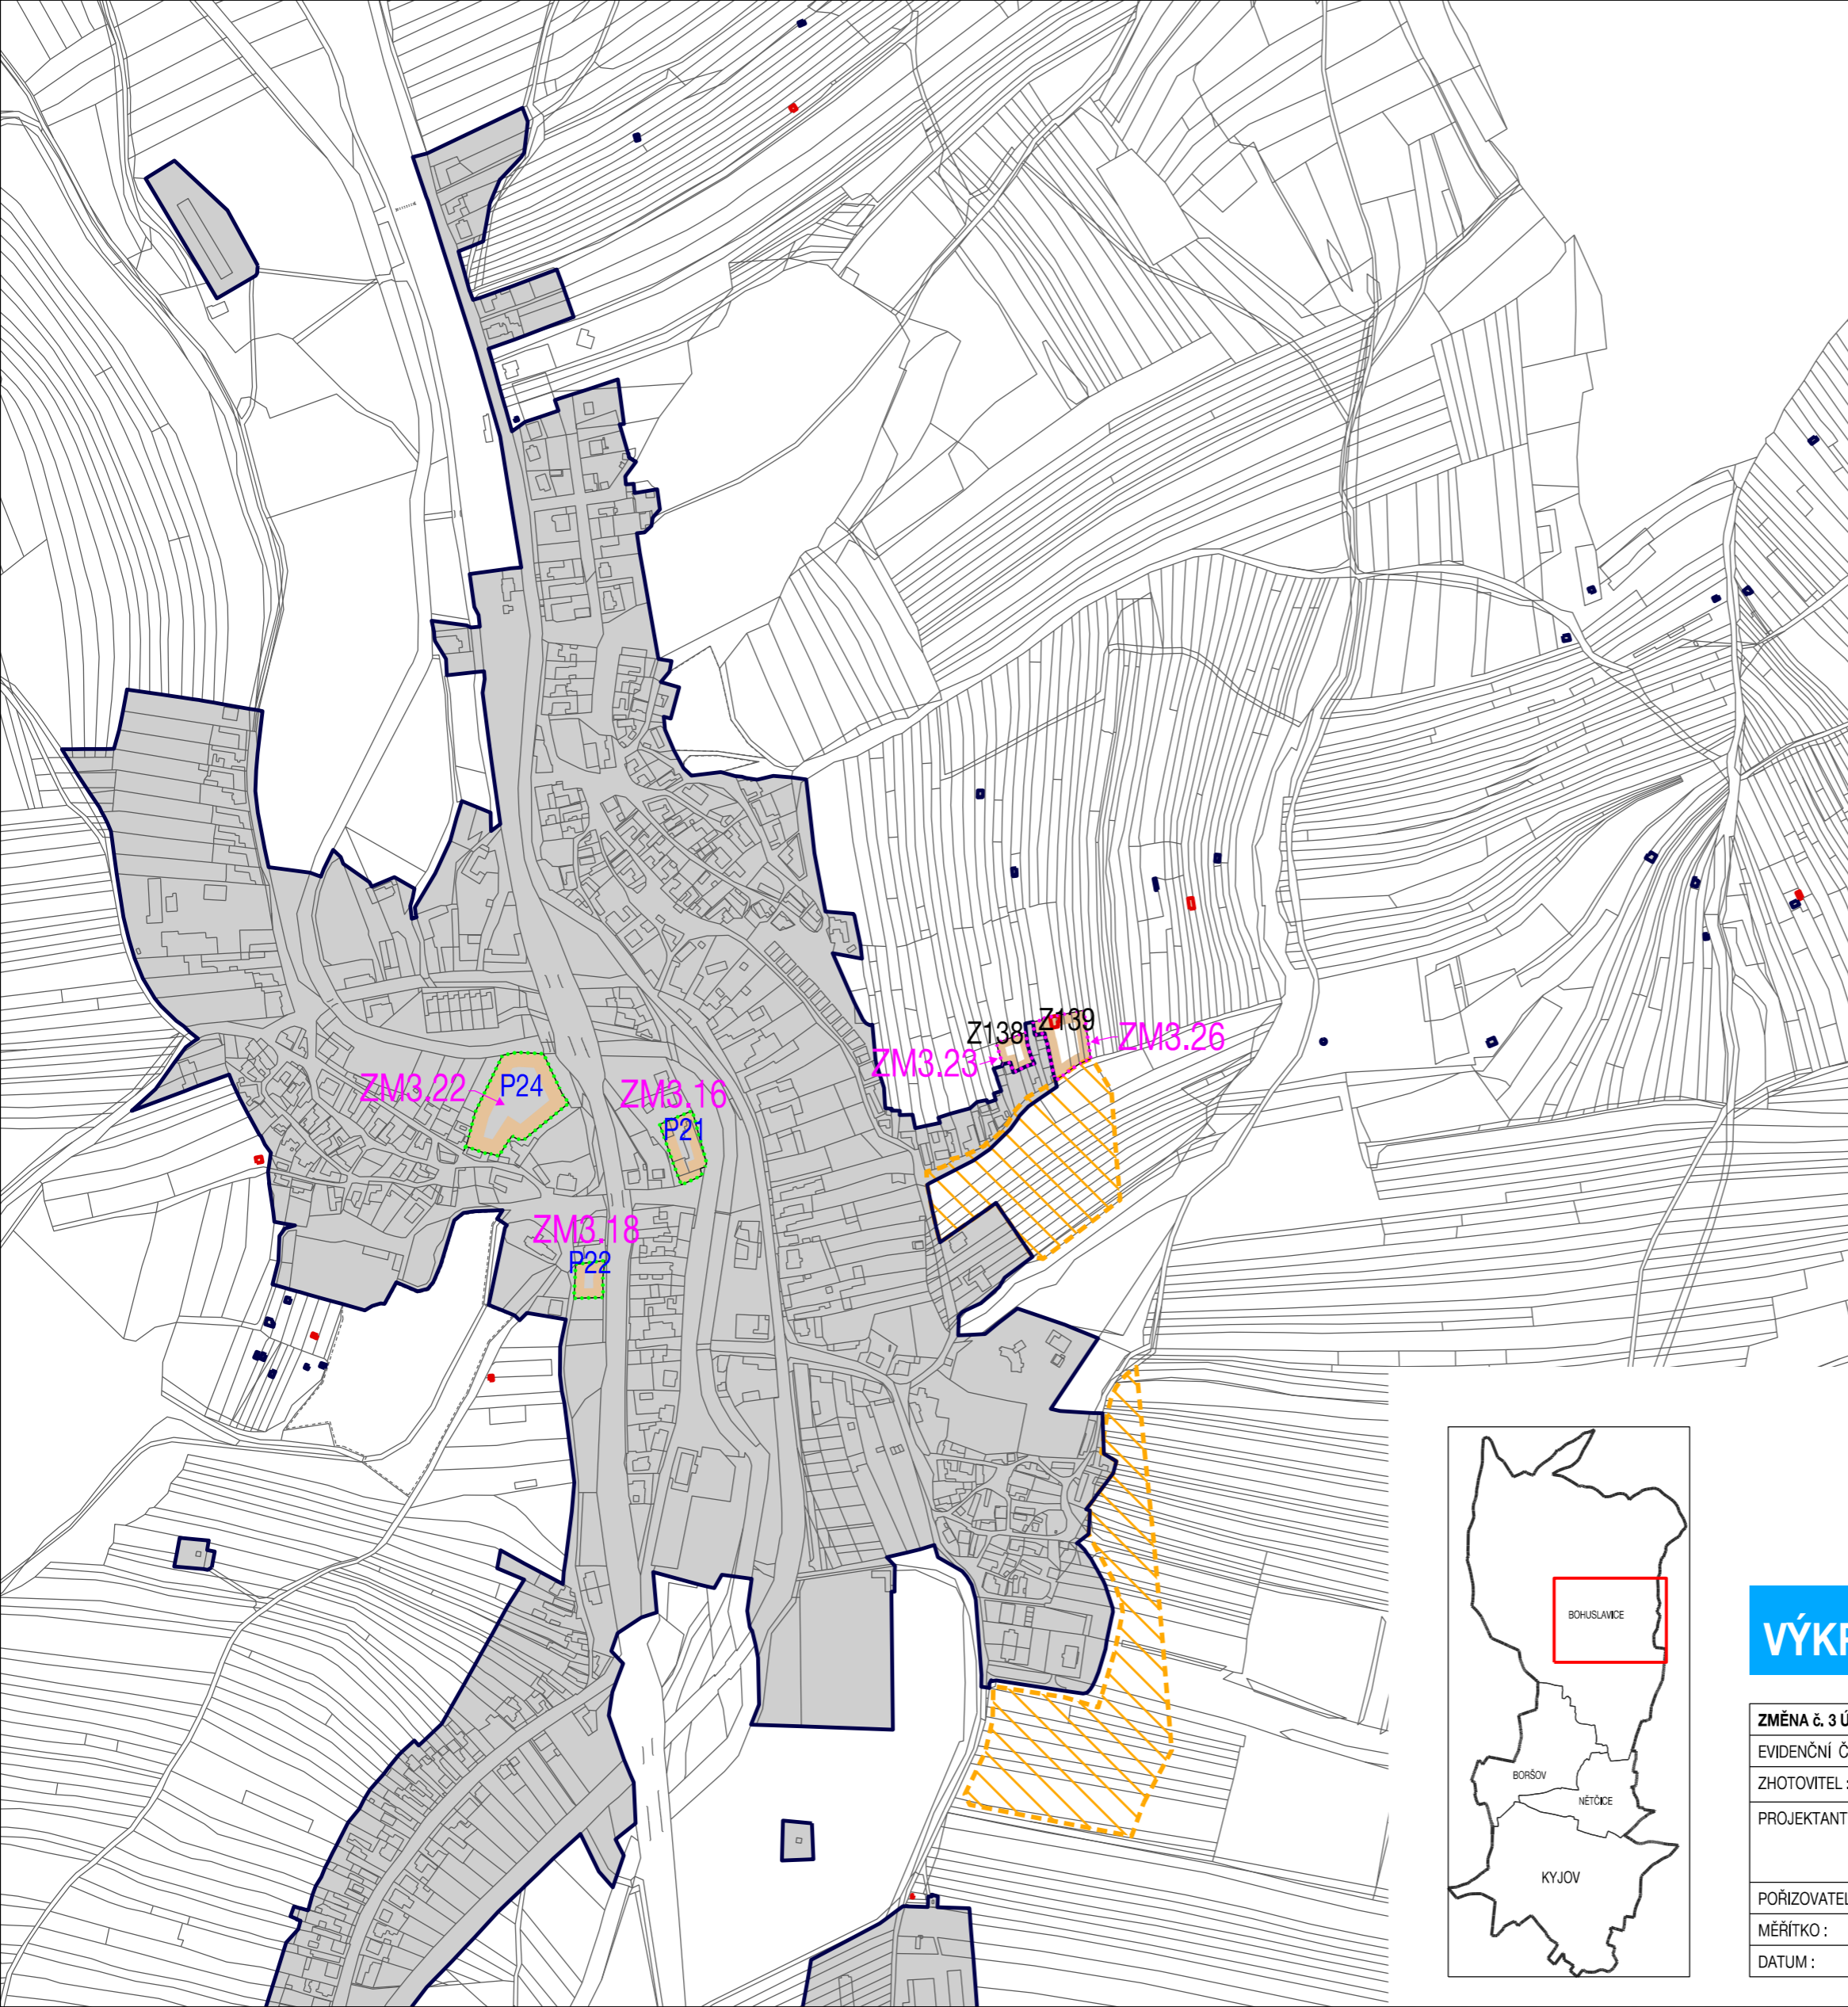 Z139
Z138
ZM3.26
ZM3.23
ZM3.22
P24
ZM3.16
P21
ZM3.18
P22
BOHUSLAVICE
BORŠOV
NĚTČICE
KYJOV
ZMĚNA č. 3 Ú
EVIDENČNÍ Č
ZHOTOVITEL :
PROJEKTANT
POŘIZOVATEL
MĚŘÍTKO :
DATUM :